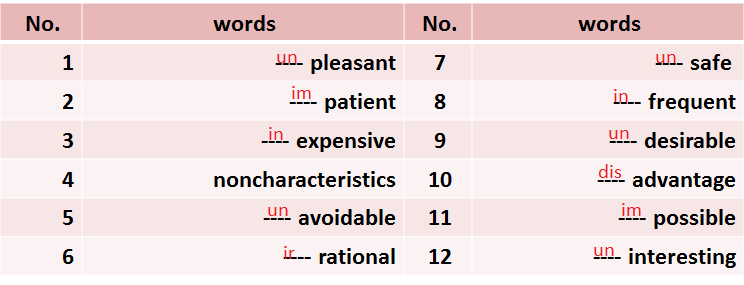 No. words No. words
1 un---- pleasant 7 un---- safe
2 im---- patient 8 in---- frequent
3 in---- expensive 9 un---- desirable
4 noncharacteristics 10 dis---- advantage
5 un---- avoidable 11 im---- possible
6 ir---- rational 12 un---- interesting